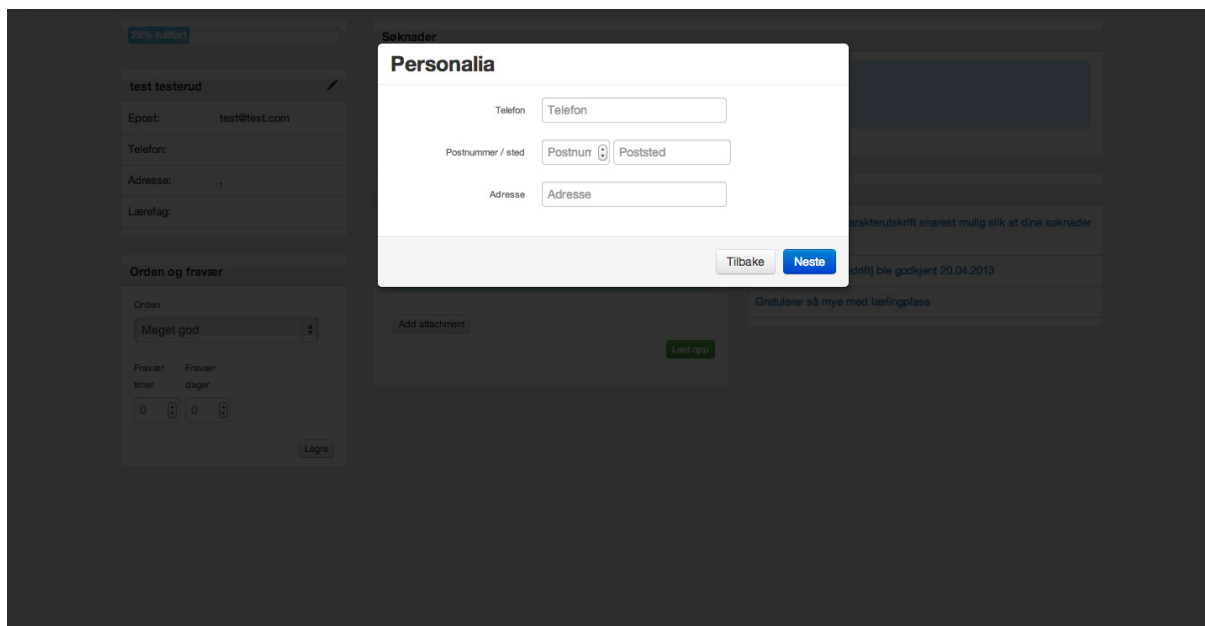 29% fullført
test testerud
Epost: test@test.com
Telefon:
Adresse: ,
Lærefag:
Orden og fravær
Orden
Meget god
Fravær Fravær
timer dager
0 0
Lagre
Søknader
Personalia
Telefon Telefon
Postnummer / sted Postnum Poststed
Adresse Adresse
Tilbake Neste
Add attachment
Last opp
arakterutskrift snarest mulig slik at dine søknader
drift] ble godkjent 20.04.2013
Gratulerer så mye med lærlingplass